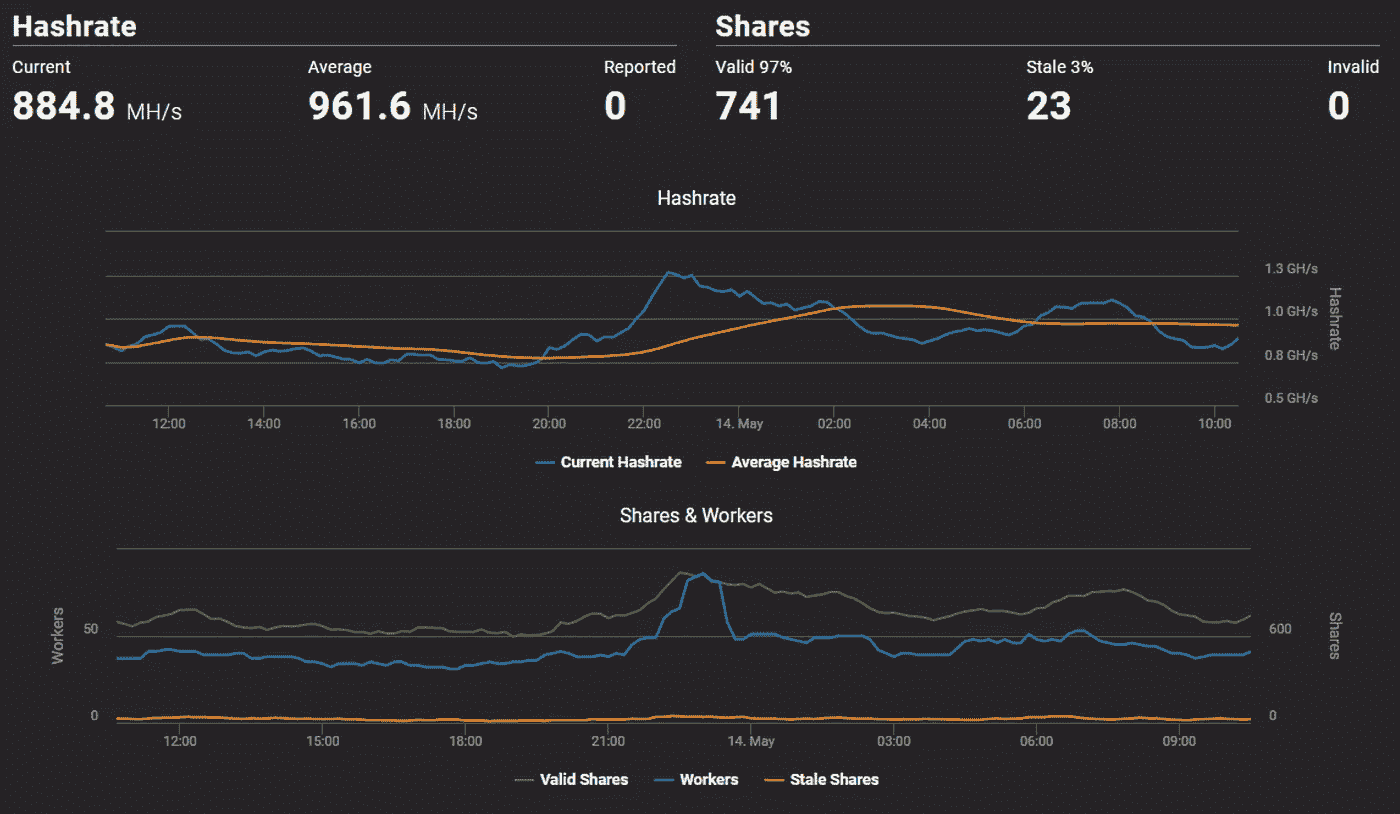 Hashrate
Current Average Reported
884.8 MH/s 961.6 MH/s 0
Shares
Valid 97% Stale 3% Invalid
741 23 0
Hashrate
1.3 GH/s
1.0 GH/s
0.8 GH/s
0.5 GH/s
Hashrate
12:00 14:00 16:00 18:00 20:00 22:00 14. May 02:00 04:00 06:00 08:00 10:00
Current Hashrate Average Hashrate
Shares & Workers
Workers
50
0
600
0
Shares
12:00 15:00 18:00 21:00 14. May 03:00 06:00 09:00
Valid Shares Workers Stale Shares